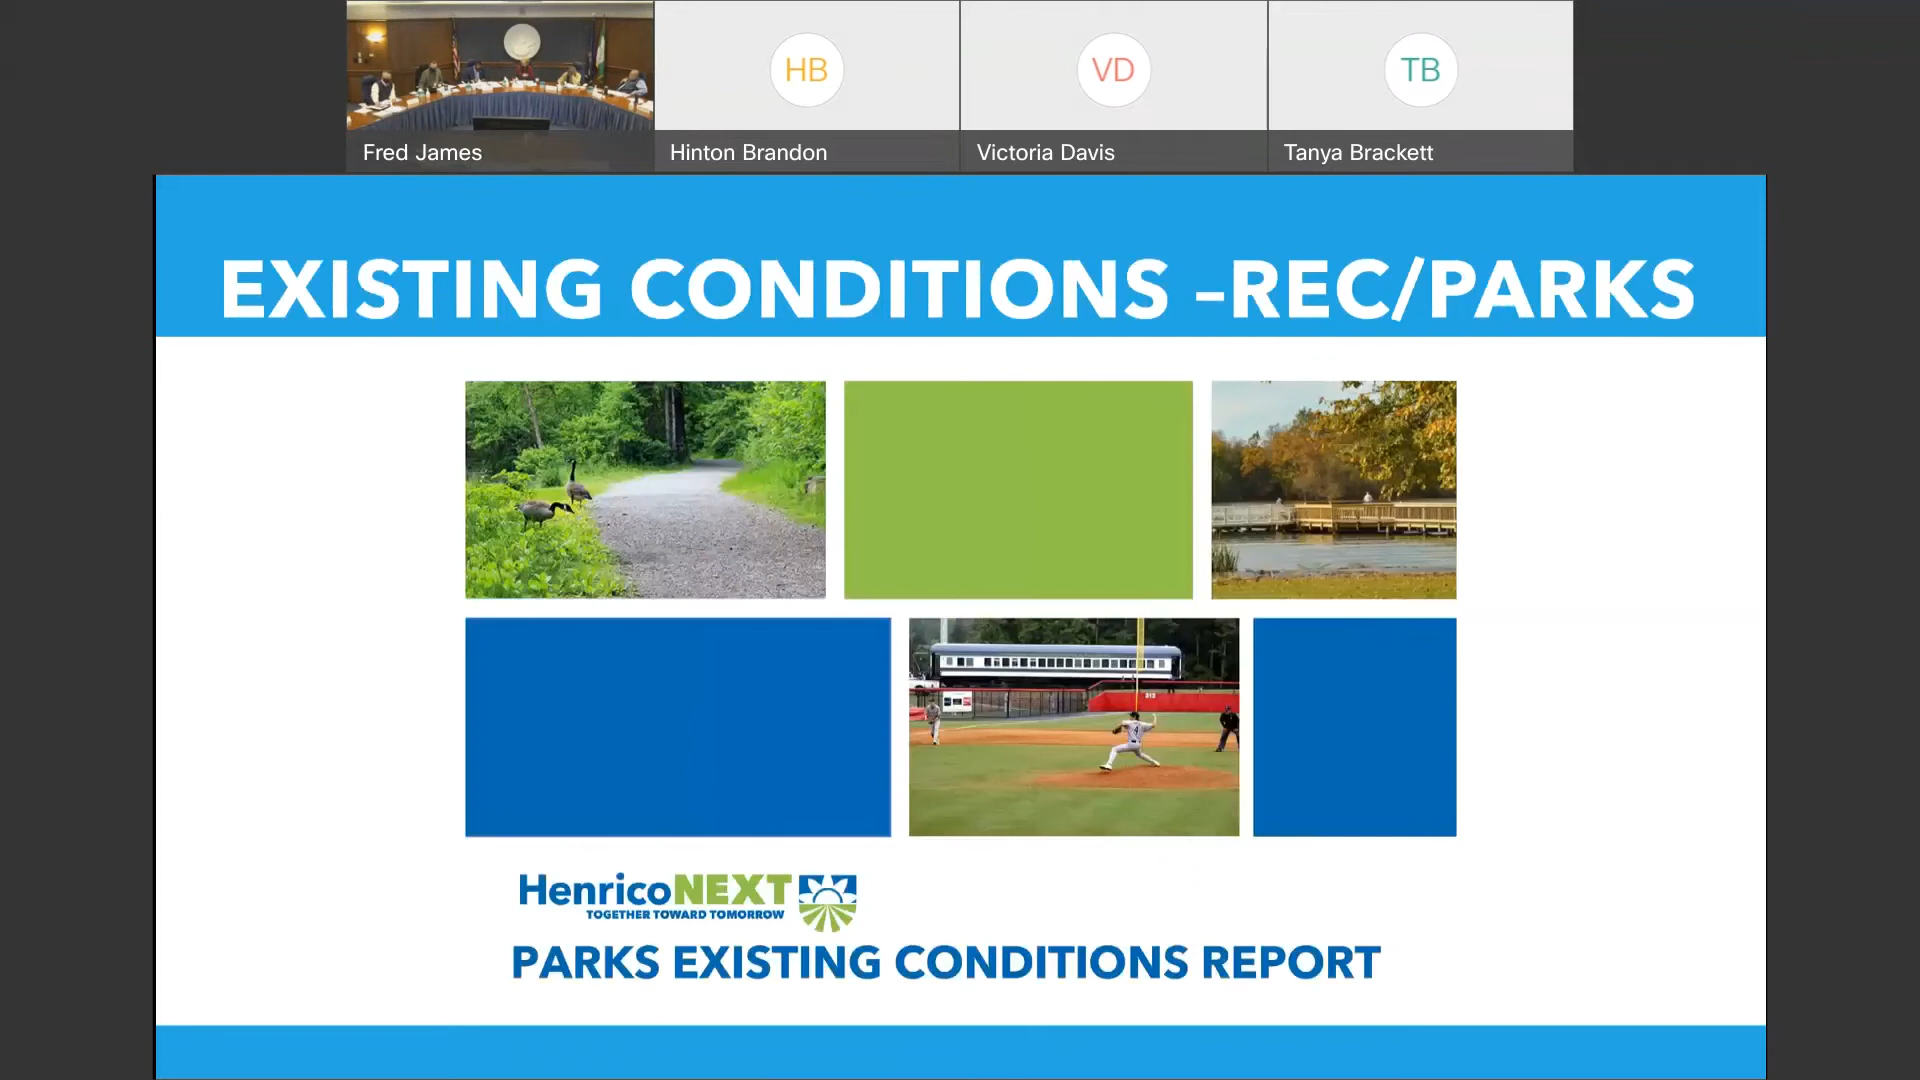 HB
VD
TB
Fred James
Hinton Brandon
Victoria Davis
Tanya Brackett
EXISTING CONDITIONS –REC/PARKS
313
HenricoNEXT
TOGETHER TOWARD TOMORROW
PARKS EXISTING CONDITIONS REPORT